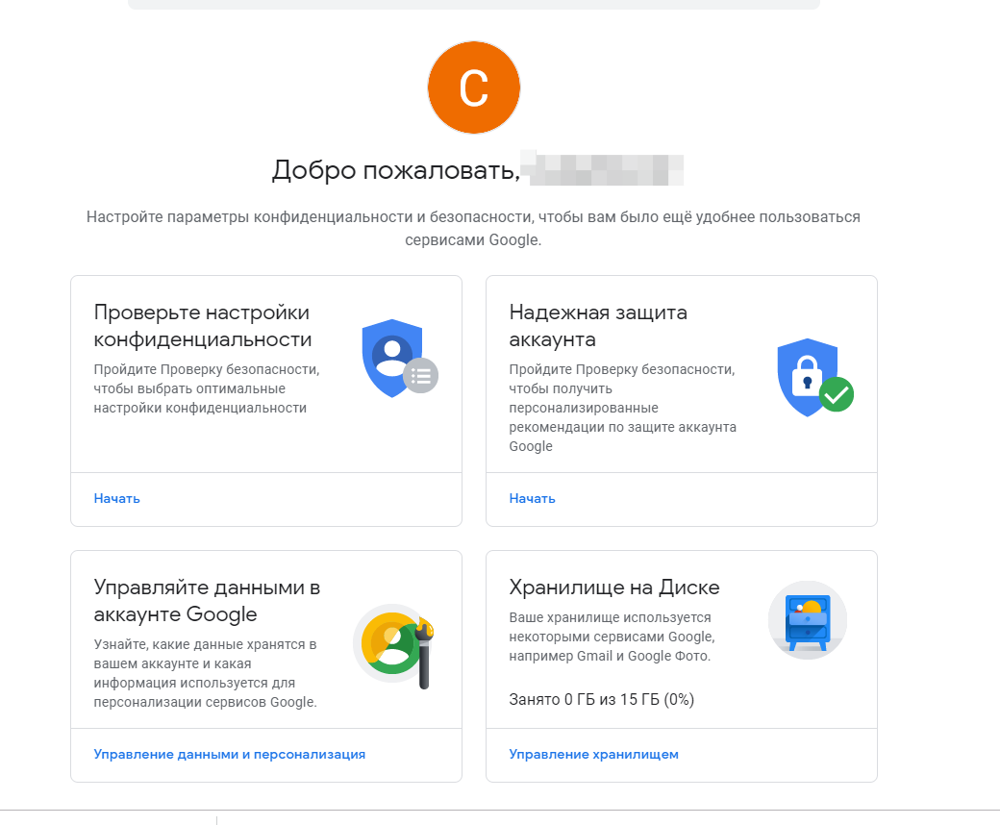 С
Добро пожаловать,
Настройте параметры конфиденциальности и безопасности, чтобы вам было ещё удобнее пользоваться
сервисами Google.
Проверьте настройки
конфиденциальности
Пройдите Проверку безопасности,
чтобы выбрать оптимальные
настройки конфиденциальности
Начать
Надежная защита
аккаунта
Пройдите Проверку безопасности,
чтобы получить
персонализированные
рекомендации по защите аккаунта
Google
Начать
Управляйте данными в
аккаунте Google
Узнайте, какие данные хранятся в
вашем аккаунте и какая
информация используется для
персонализации сервисов Google.
Управление данными и персонализация
Хранилище на Диске
Ваше хранилище используется
некоторыми сервисами Google,
например Gmail и Google Фото.
Занято 0 ГБ из 15 ГБ (0%)
Управление хранилищем